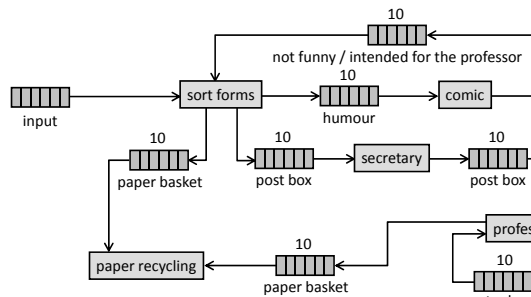 10
not funny / intended for the professor
10
input
sort forms
humour
comic
10
paper basket
10
post box
secretary
10
post box
profes
paper recycling
10
paper basket
10